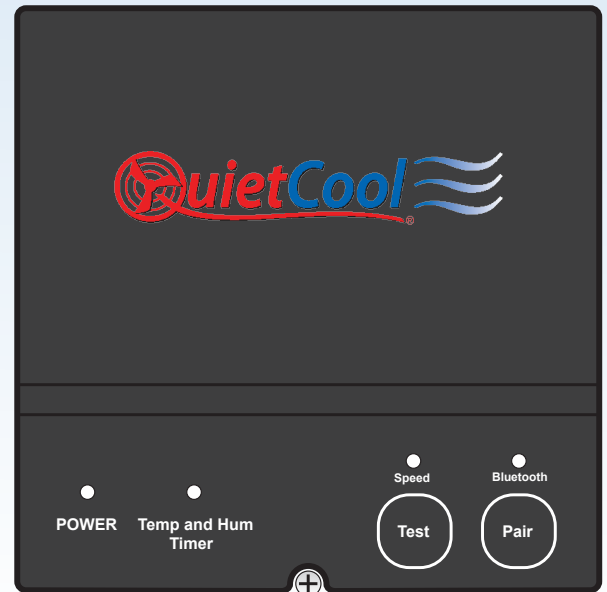 QuietCool®
Speed
Bluetooth
POWER
Temp and Hum
Timer
Test
Pair